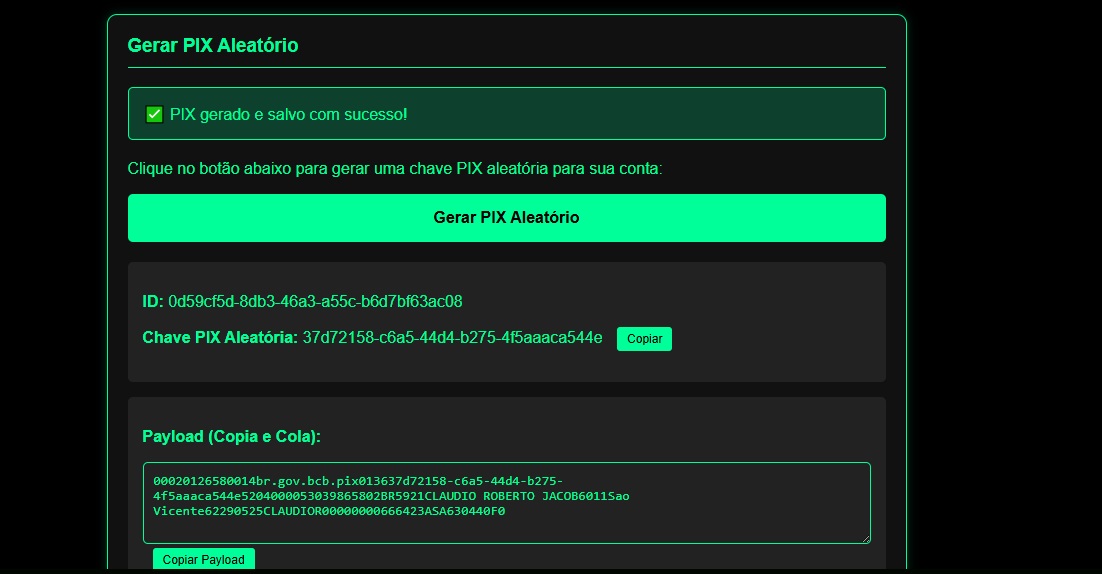 Gerar PIX Aleatório
✅ PIX gerado e salvo com sucesso!
Clique no botão abaixo para gerar uma chave PIX aleatória para sua conta:
Gerar PIX Aleatório
ID: 0d59cf5d-8db3-46a3-a55c-b6d7bf63ac08
Chave PIX Aleatória: 37d72158-c6a5-44d4-b275-4f5aaaca544e Copiar
Payload (Copia e Cola):
00020126580014br.gov.bcb.pix013637d72158-c6a5-44d4-b275-
4f5aaaca544e5204000053039865802BR5921CLAUDIO ROBERTO JACOB6011Sao
Vicente62290525CLAUDIOR00000000666423ASA630440F0
Copiar Payload